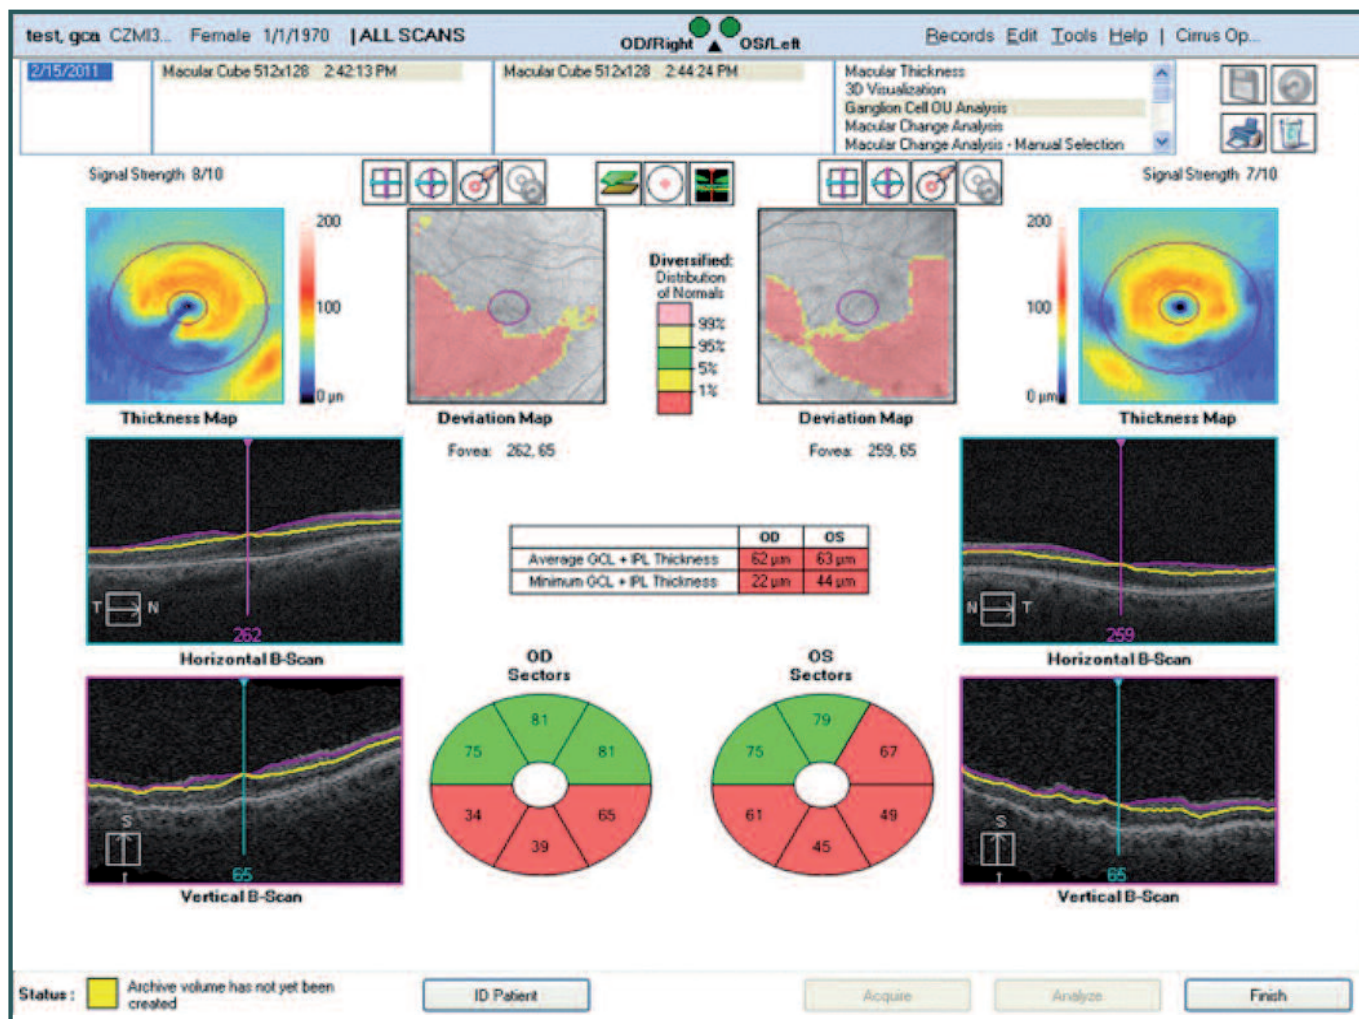 test, gca CZMI3... Female 1/1/1970 | ALL SCANS
OD/Right OS/Left
Records Edit Tools Help | Cirrus Op...
2/15/2011
Macular Cube 512x128 2:42:13 PM
Macular Cube 512x128 2:44:24 PM
Macular Thickness
3D Visualization
Ganglion Cell OU Analysis
Macular Change Analysis
Macular Change Analysis - Manual Selection
Signal Strength 8/10
Signal Strength 7/10
200
100
0 µm
Thickness Map
Deviation Map
Fovea: 262, 65
Diversified:
Distribution
of Normals
99%
95%
5%
1%
Deviation Map
Fovea: 259, 65
200
100
0 µm
Thickness Map
T N
262
Horizontal B-Scan
OD OS
Average GCL + IPL Thickness 62 µm 63 µm
Minimum GCL + IPL Thickness 22 µm 44 µm
N T
259
Horizontal B-Scan
S
I
65
Vertical B-Scan
OD
Sectors
81
75 81
34 65
39
OS
Sectors
79
75 67
61 49
45
S
I
65
Vertical B-Scan
Status :
Archive volume has not yet been
created
ID Patient
Acquire
Analyze
Finish